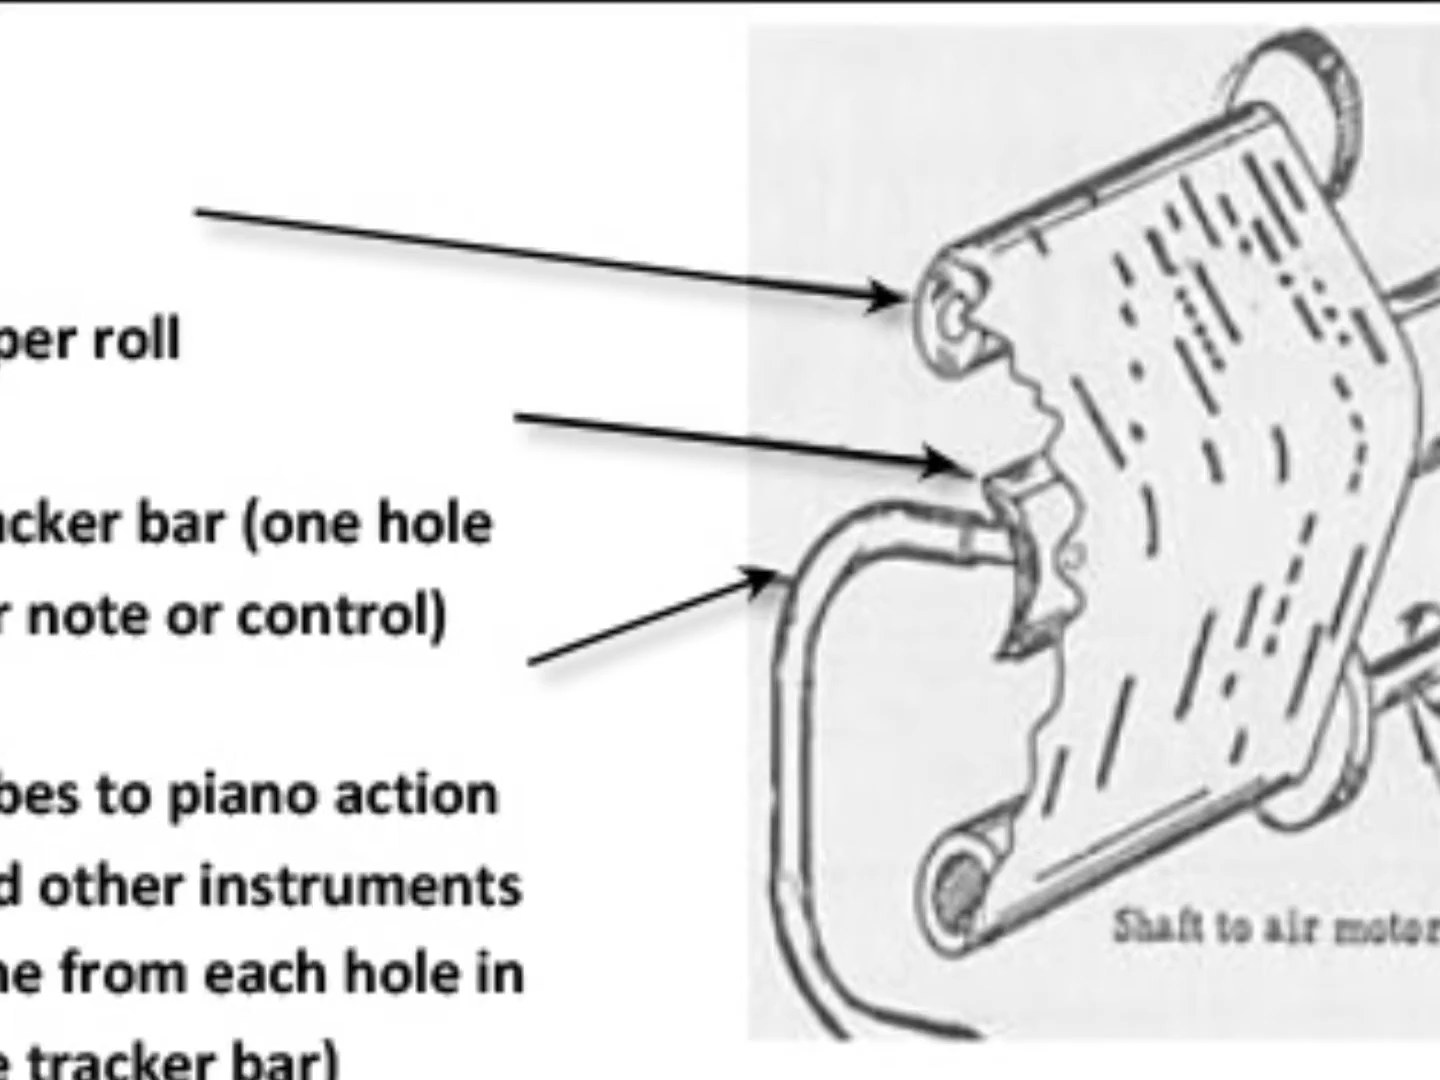 per roll
acker bar (one hole
r note or control)
bes to piano action
d other instruments
ne from each hole in
e tracker bar)
Shaft to air motor